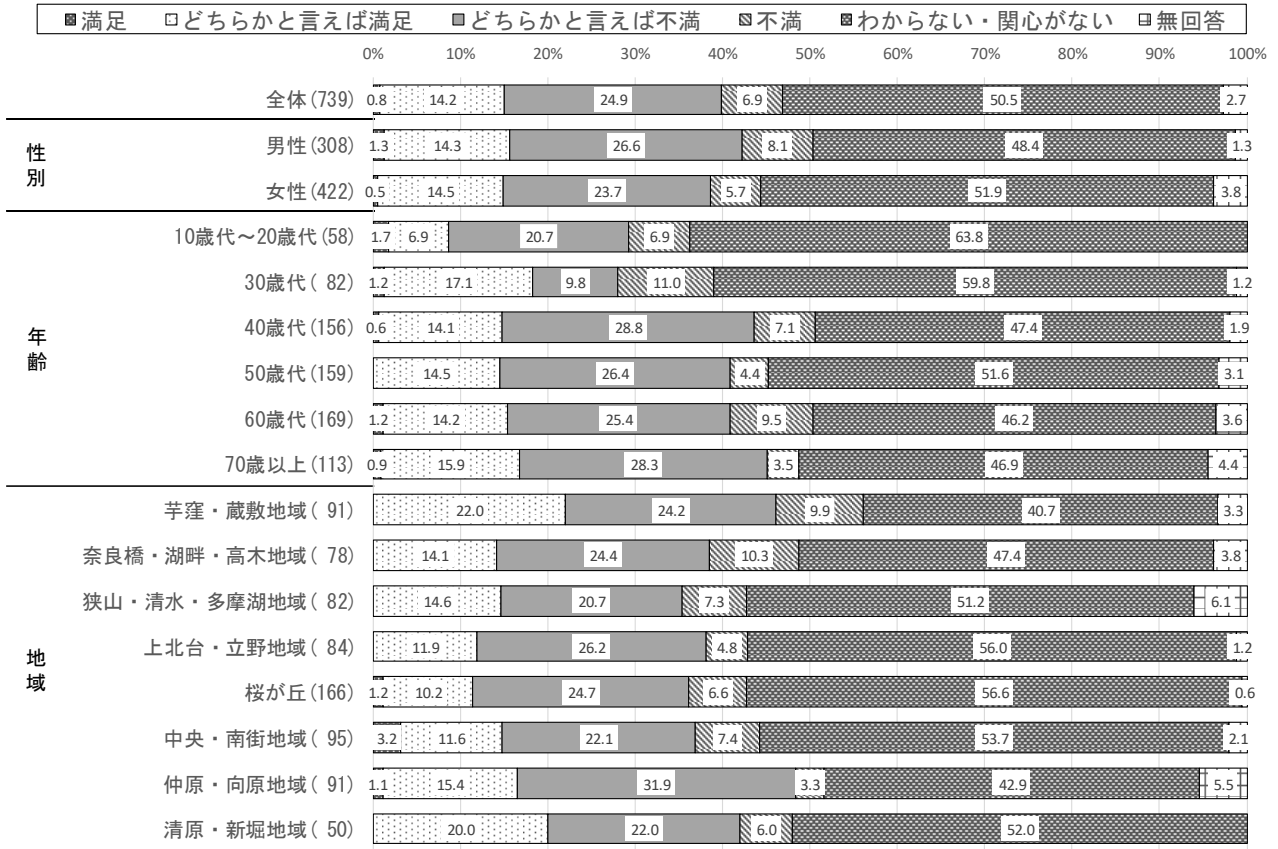 満足 どちらかと言えば満足 どちらかと言えば不満 不満 わからない・関心がない 無回答
0% 10% 20% 30% 40% 50% 60% 70% 80% 90% 100%
全体(739) 0.8 14.2 24.9 6.9 50.5 2.7
性別
男性(308) 1.3 14.3 26.6 8.1 48.4 1.3
女性(422) 0.5 14.5 23.7 5.7 51.9 3.8
年齢
10歳代～20歳代(58) 1.7 6.9 20.7 6.9 63.8
30歳代( 82) 1.2 17.1 9.8 11.0 59.8 1.2
40歳代(156) 0.6 14.1 28.8 7.1 47.4 1.9
50歳代(159) 14.5 26.4 4.4 51.6 3.1
60歳代(169) 1.2 14.2 25.4 9.5 46.2 3.6
70歳以上(113) 0.9 15.9 28.3 3.5 46.9 4.4
地域
芋窪・蔵敷地域( 91) 22.0 24.2 9.9 40.7 3.3
奈良橋・湖畔・高木地域( 78) 14.1 24.4 10.3 47.4 3.8
狭山・清水・多摩湖地域( 82) 14.6 20.7 7.3 51.2 6.1
上北台・立野地域( 84) 11.9 26.2 4.8 56.0 1.2
桜が丘(166) 1.2 10.2 24.7 6.6 56.6 0.6
中央・南街地域( 95) 3.2 11.6 22.1 7.4 53.7 2.1
仲原・向原地域( 91) 1.1 15.4 31.9 3.3 42.9 5.5
清原・新堀地域( 50) 20.0 22.0 6.0 52.0